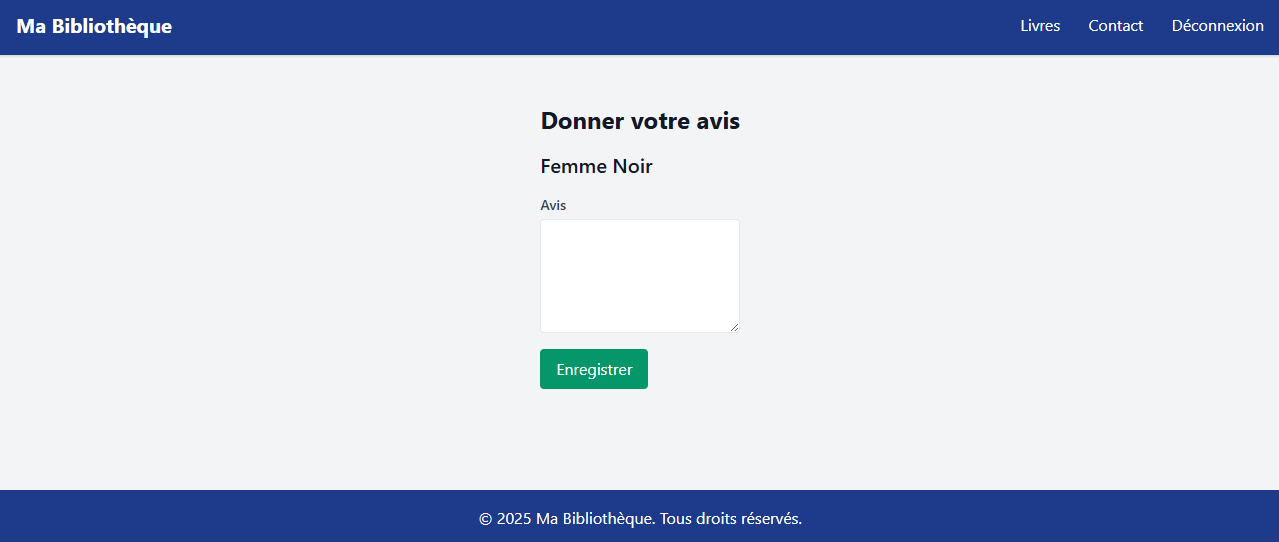 Ma Bibliothèque
Livres Contact Déconnexion
Donner votre avis
Femme Noir
Avis
Enregistrer
© 2025 Ma Bibliothèque. Tous droits réservés.